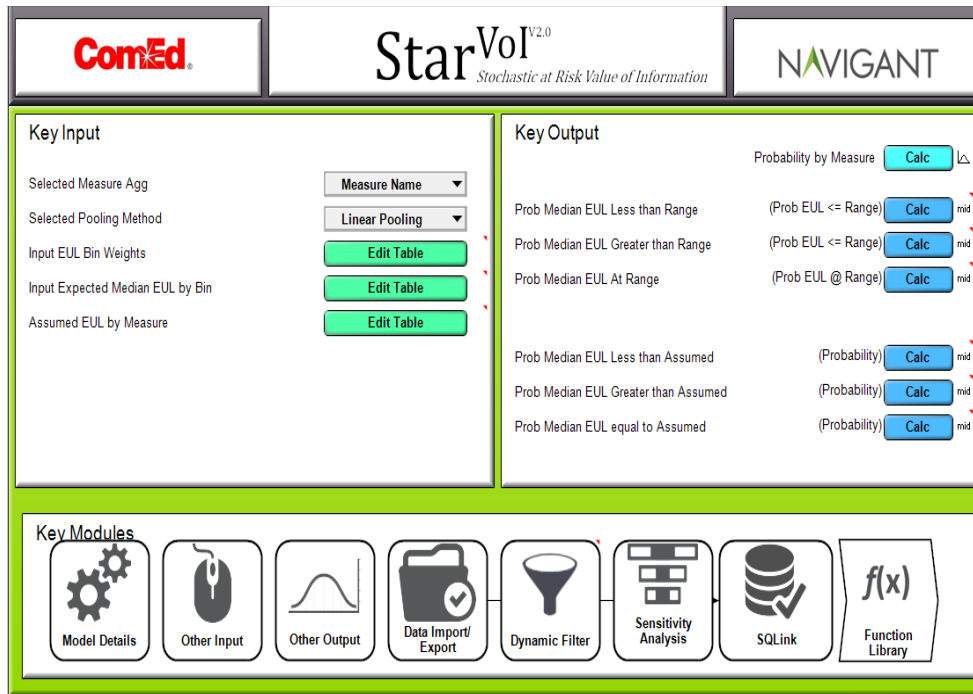 ComEd.
StarVoI V2.0
Stochastic at Risk Value of Information
NAVIGANT
Key Input
Selected Measure Agg
Measure Name
Selected Pooling Method
Linear Pooling
Input EUL Bin Weights
Edit Table
Input Expected Median EUL by Bin
Edit Table
Assumed EUL by Measure
Edit Table
Key Output
Probability by Measure Calc
Prob Median EUL Less than Range (Prob EUL <= Range) Calc mid
Prob Median EUL Greater than Range (Prob EUL <= Range) Calc mid
Prob Median EUL At Range (Prob EUL @ Range) Calc mid
Prob Median EUL Less than Assumed (Probability) Calc mid
Prob Median EUL Greater than Assumed (Probability) Calc mid
Prob Median EUL equal to Assumed (Probability) Calc mid
Key Modules
Model Details
Other Input
Other Output
Data Import/
Export
Dynamic Filter
Sensitivity
Analysis
SQLink
f(x)
Function
Library